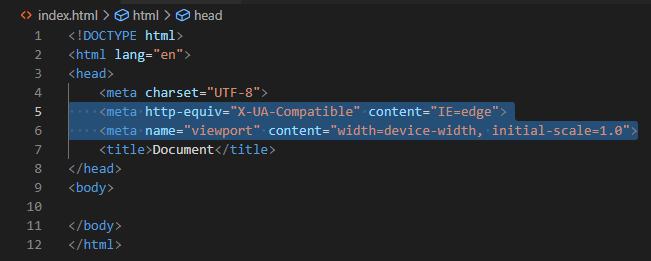 index.html > html > head
1 <!DOCTYPE html>
2 <html lang="en">
3 <head>
4     <meta charset="UTF-8">
5     <meta http-equiv="X-UA-Compatible" content="IE=edge">
6     <meta name="viewport" content="width=device-width, initial-scale=1.0">
7     <title>Document</title>
8 </head>
9 <body>
10
11 </body>
12 </html>